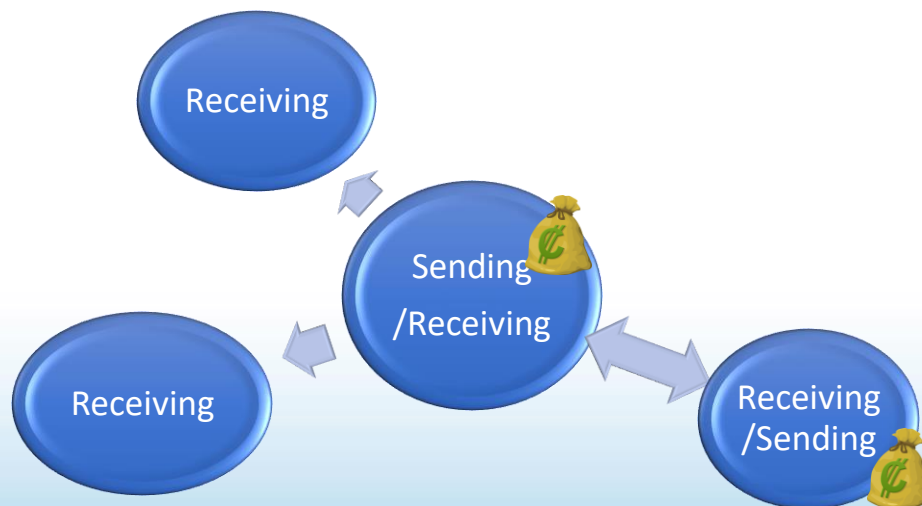 Receiving
Sending
/Receiving
Receiving
Receiving
/Sending
₡
₡